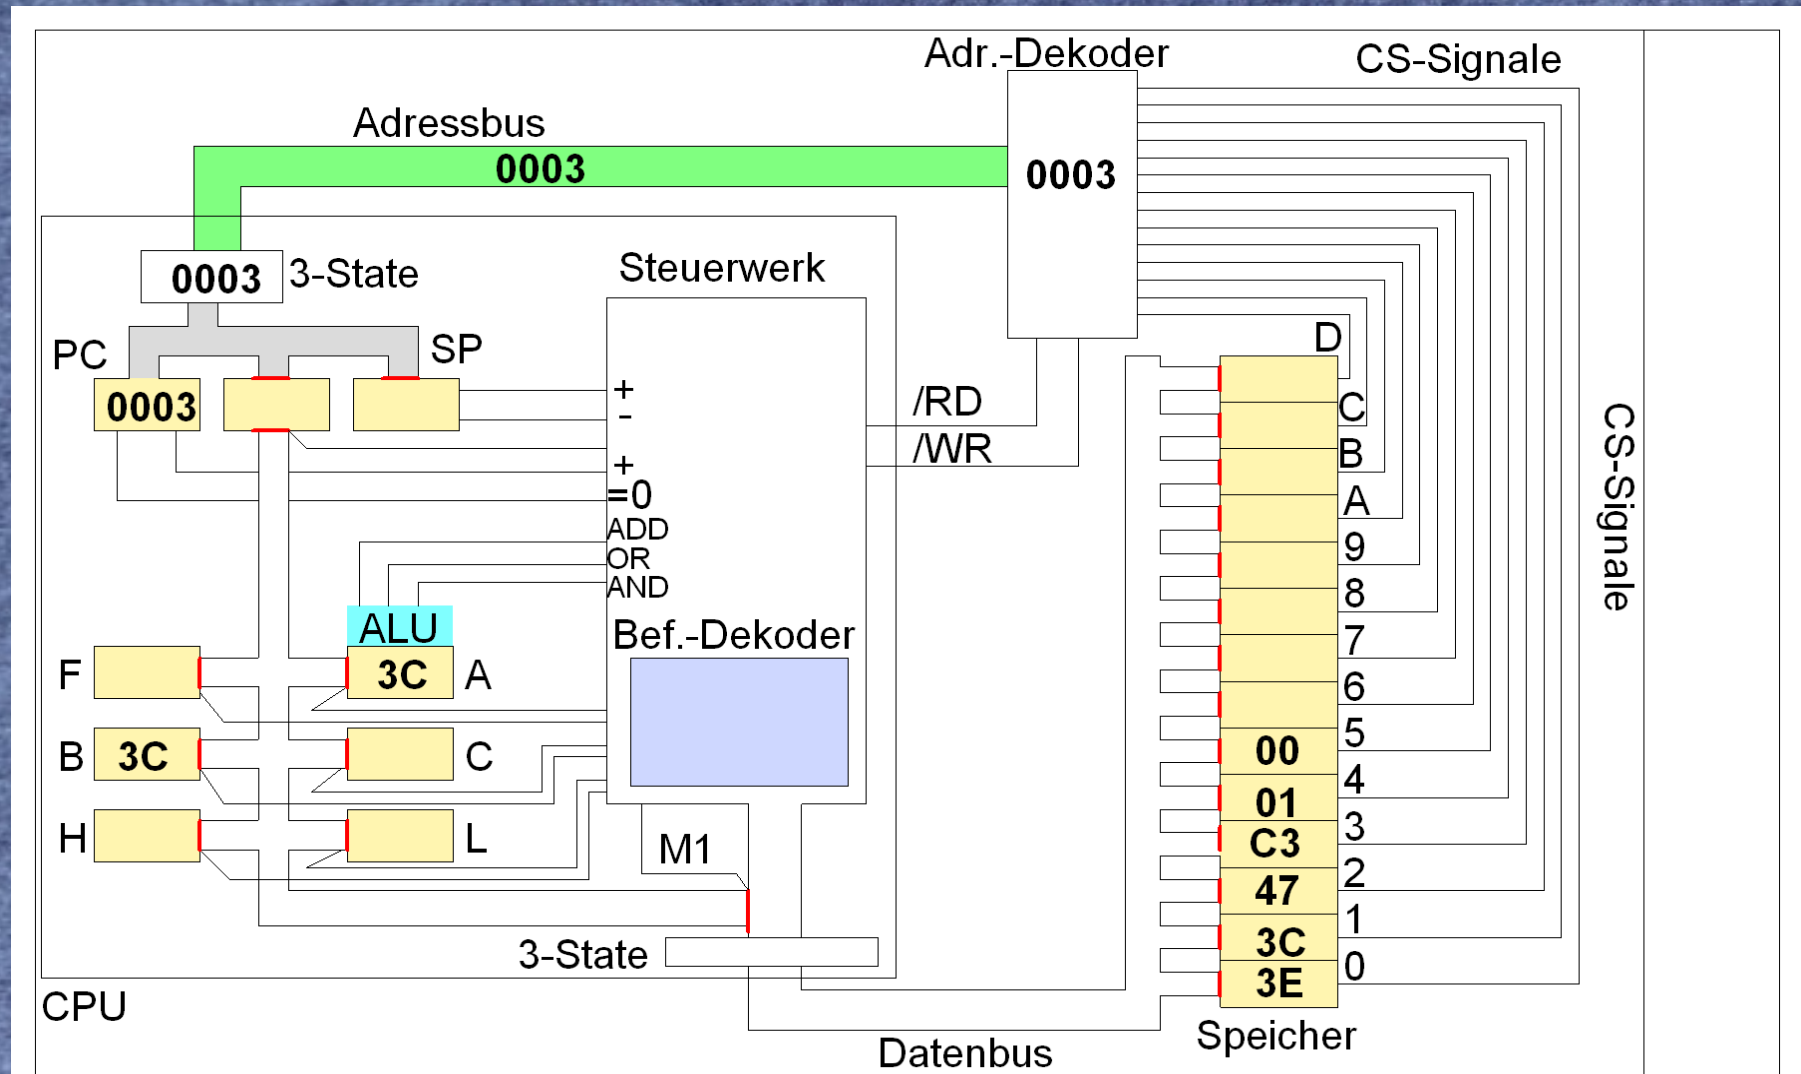 Adr.-Dekoder
CS-Signale
Adressbus
0003
0003
0003
3-State
Steuerwerk
PC
SP
0003
+
-
/RD
/WR
+
=0
ADD
OR
AND
ALU
Bef.-Dekoder
F
3C
A
B
3C
C
H
L
M1
3-State
CPU
Datenbus
D
C
B
A
9
8
7
6
5
00
4
01
3
C3
2
47
1
3C
0
3E
Speicher
CS-Signale